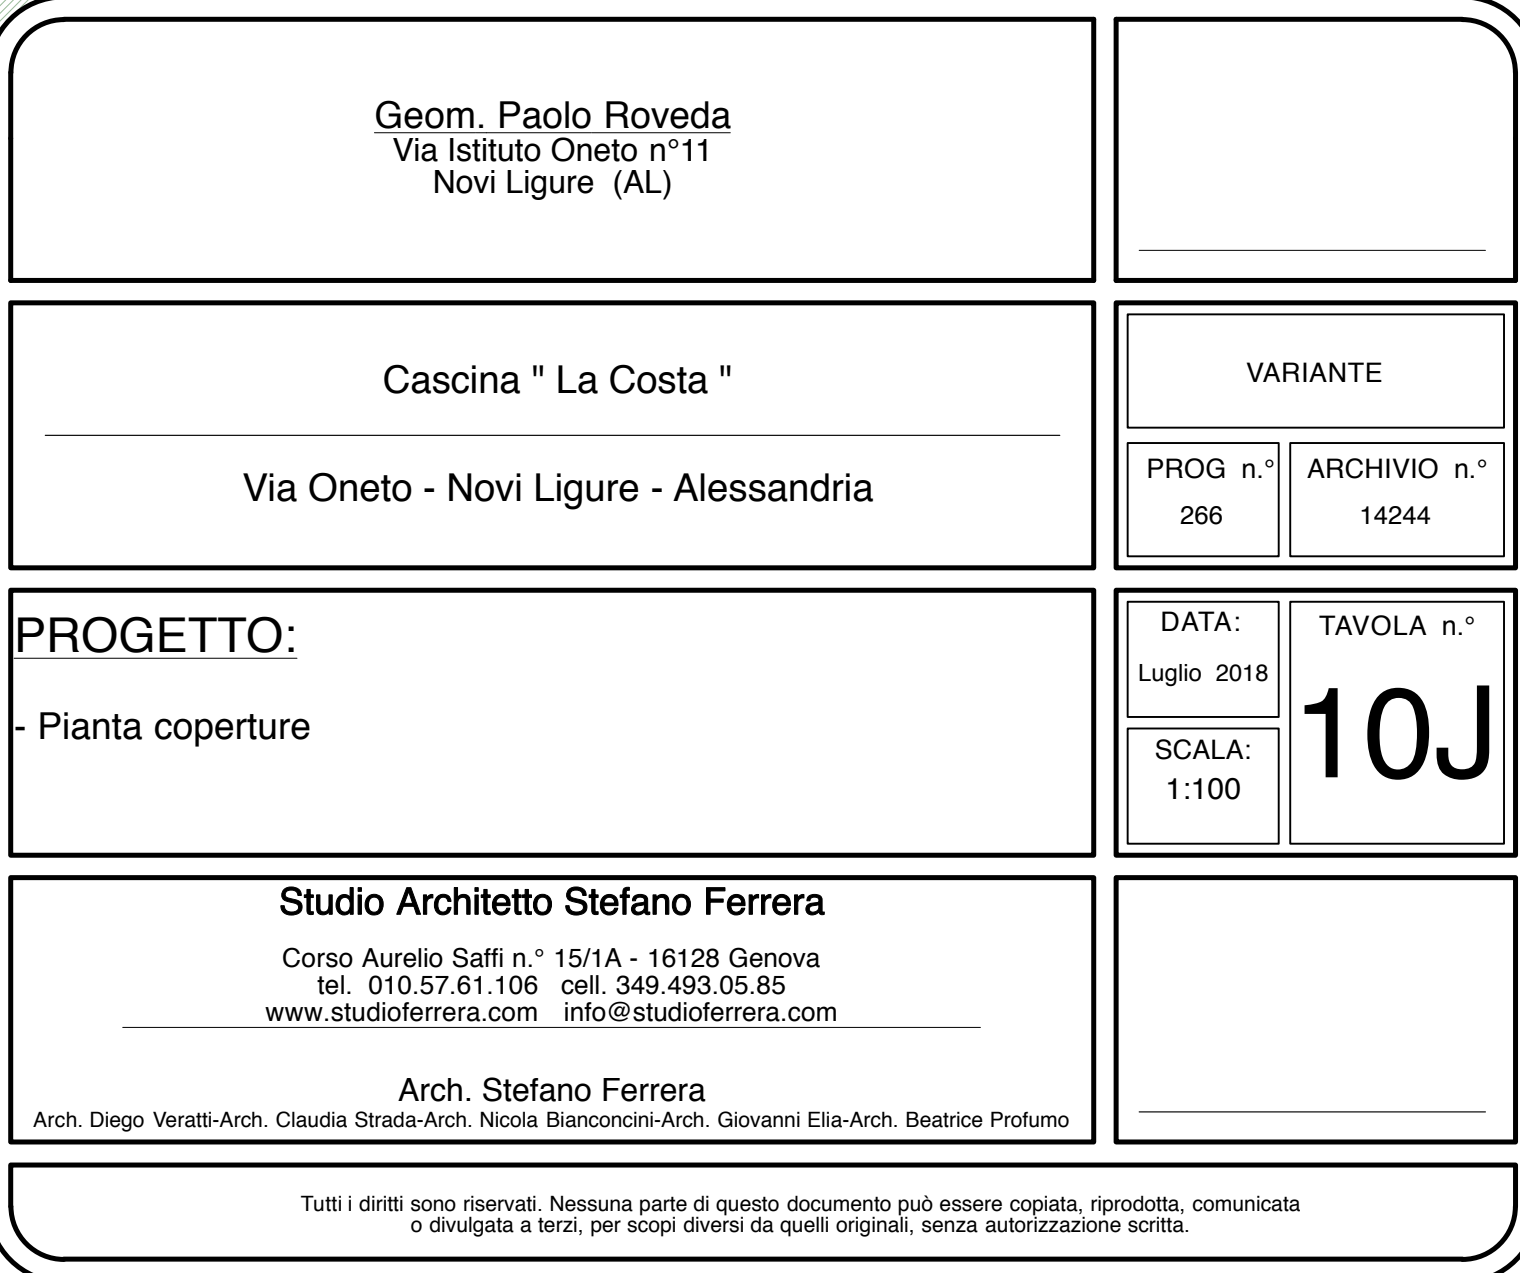 Geom. Paolo Roveda
Via Istituto Oneto n°11
Novi Ligure (AL)
Cascina " La Costa "
Via Oneto - Novi Ligure - Alessandria
VARIANTE
PROG n.°
266
ARCHIVIO n.°
14244
PROGETTO:
- Pianta coperture
DATA:
Luglio 2018
SCALA:
1:100
TAVOLA n.°
10J
Studio Architetto Stefano Ferrera
Corso Aurelio Saffi n.° 15/1A - 16128 Genova
tel. 010.57.61.106 cell. 349.493.05.85
www.studioferrera.com info@studioferrera.com
Arch. Stefano Ferrera
Arch. Diego Veratti-Arch. Claudia Strada-Arch. Nicola Bianconcini-Arch. Giovanni Elia-Arch. Beatrice Profumo
Tutti i diritti sono riservati. Nessuna parte di questo documento può essere copiata, riprodotta, comunicata
o divulgata a terzi, per scopi diversi da quelli originali, senza autorizzazione scritta.